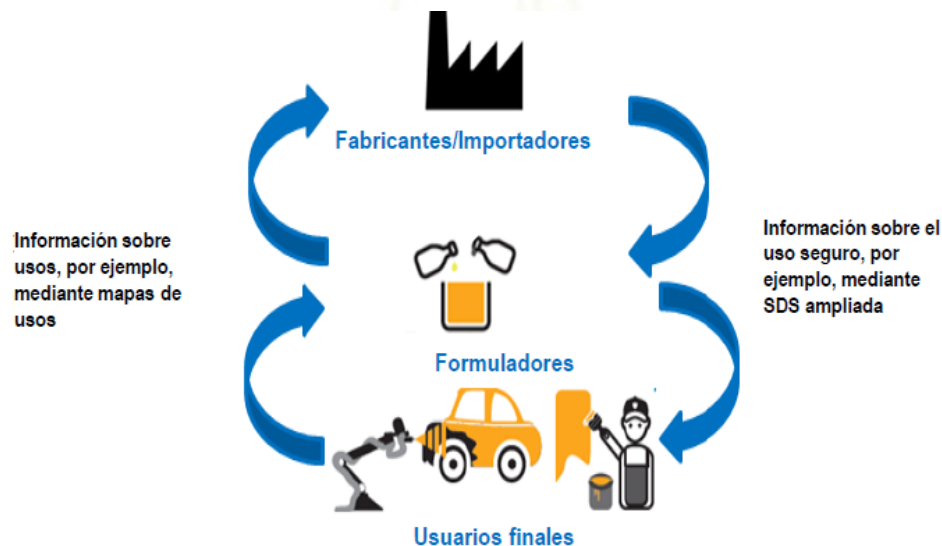 Fabricantes/Importadores
Información sobre
usos, por ejemplo,
mediante mapas de
usos
Información sobre el
uso seguro, por
ejemplo, mediante
SDS ampliada
Formuladores
Usuarios finales